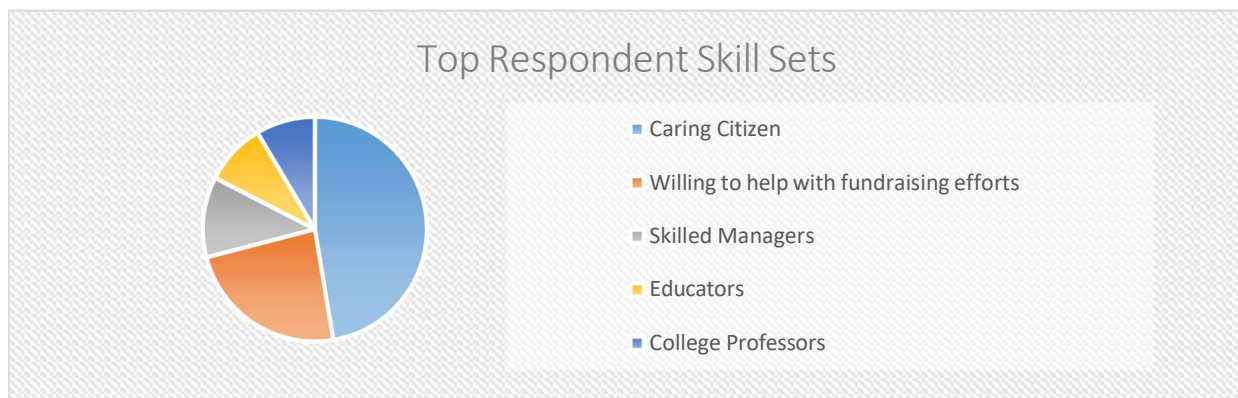 Top Respondent Skill Sets
Caring Citizen
Willing to help with fundraising efforts
Skilled Managers
Educators
College Professors